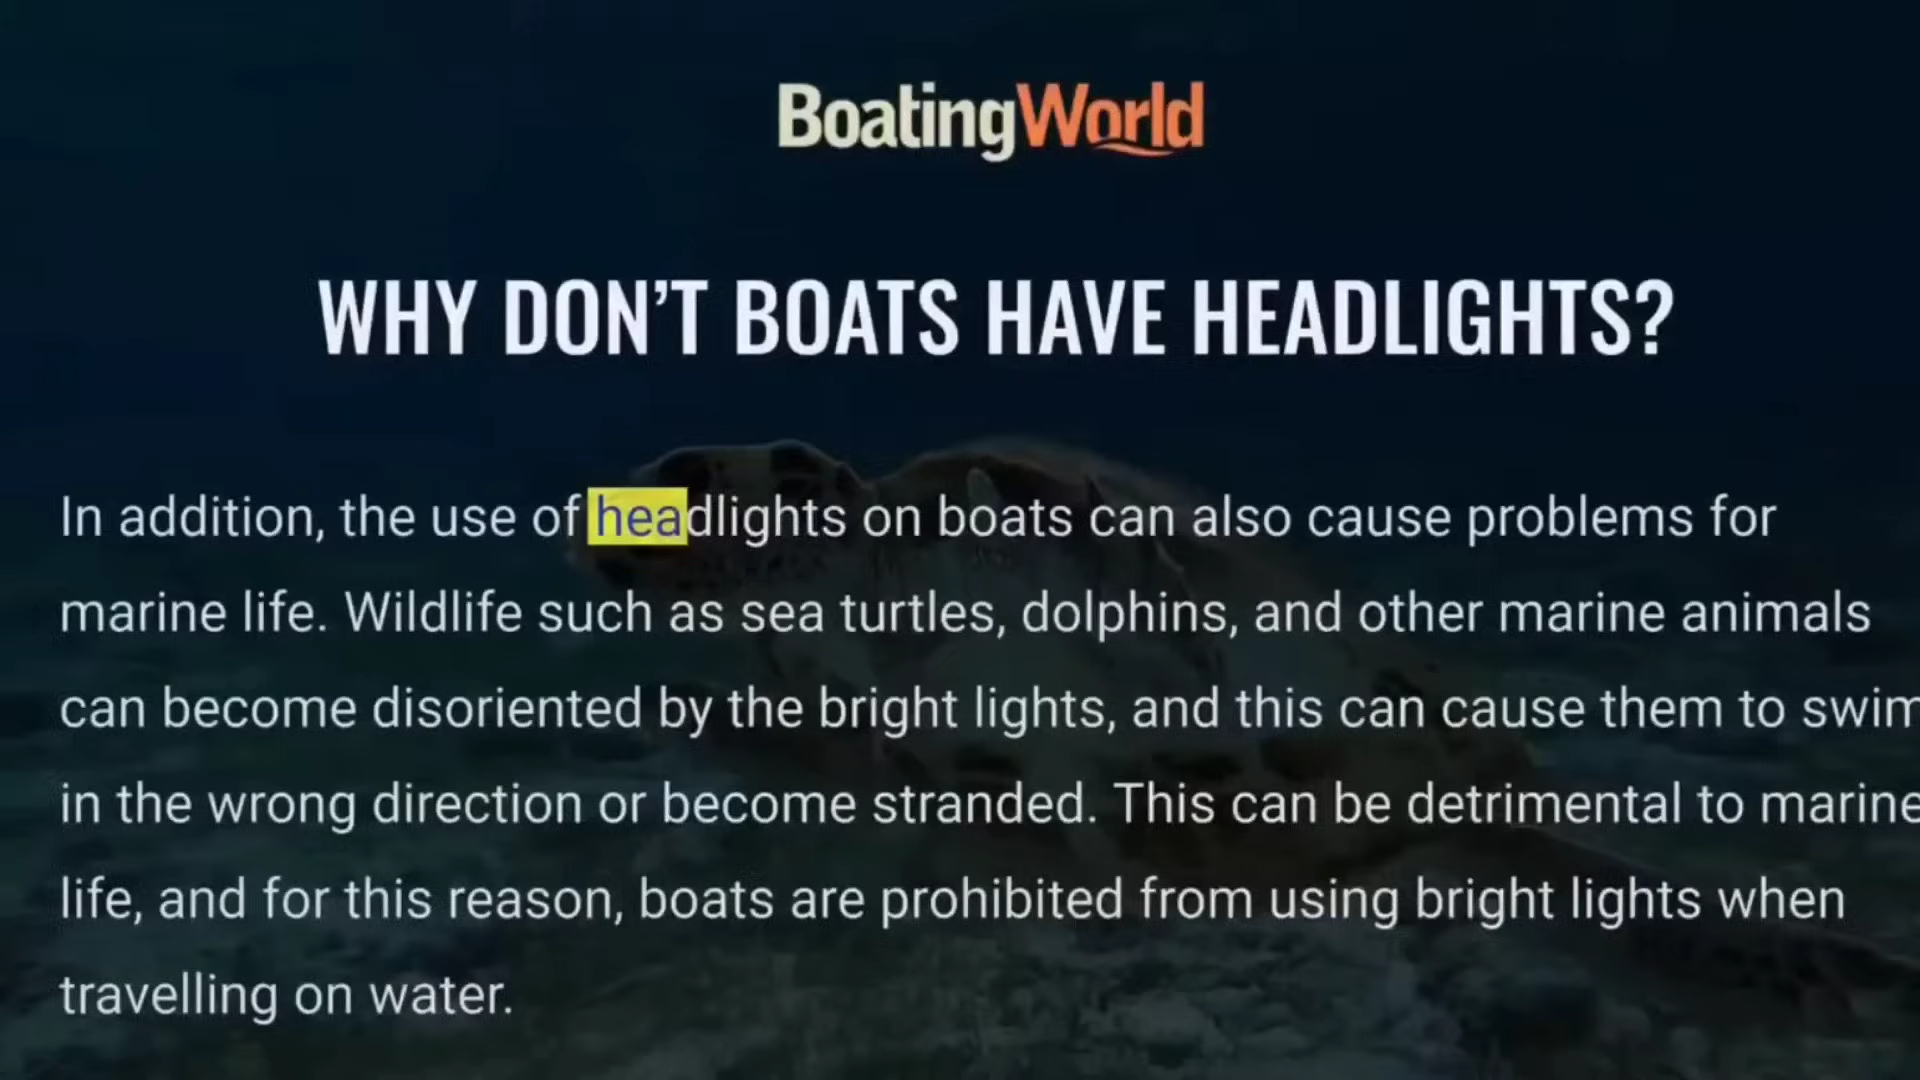 BoatingWorld
WHY DON'T BOATS HAVE HEADLIGHTS?
In addition, the use of headlights on boats can also cause problems for
marine life. Wildlife such as sea turtles, dolphins, and other marine animals
can become disoriented by the bright lights, and this can cause them to swim
in the wrong direction or become stranded. This can be detrimental to marine
life, and for this reason, boats are prohibited from using bright lights when
travelling on water.